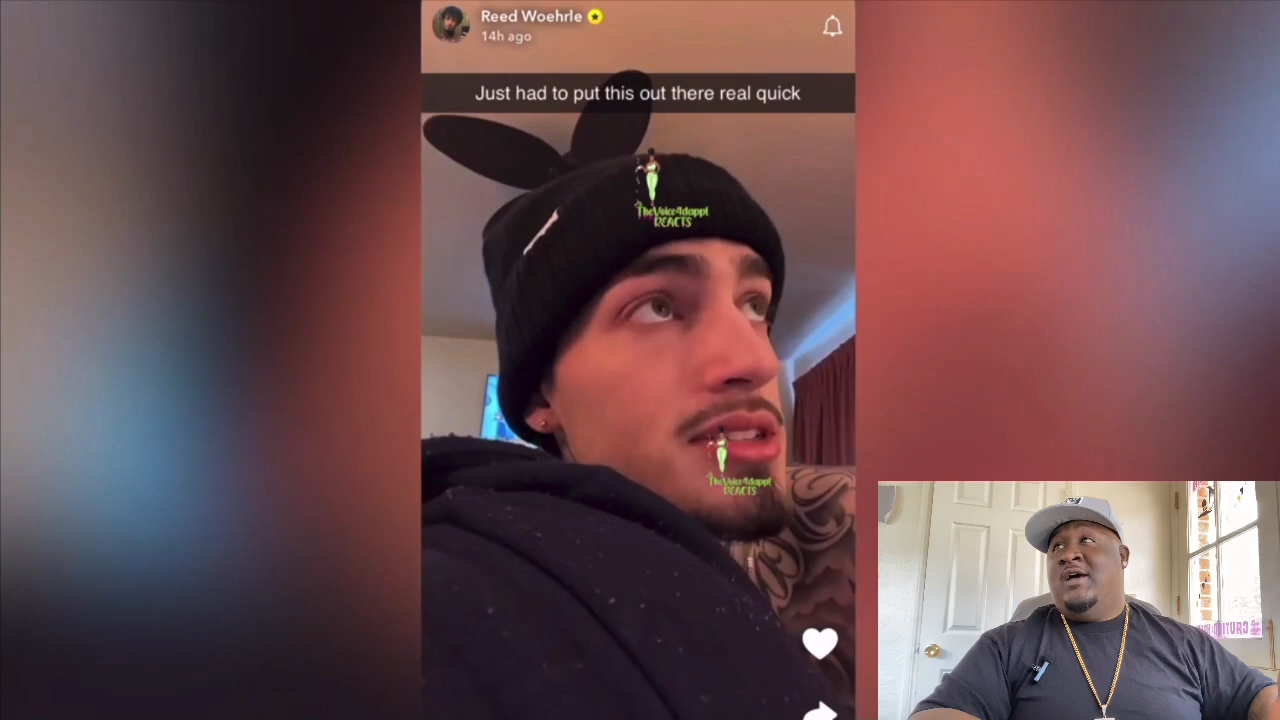 Reed Woehrle
14h ago
Just had to put this out there real quick
TheVoice4dappl
REACTS
TheVoice4dappl
REACTS